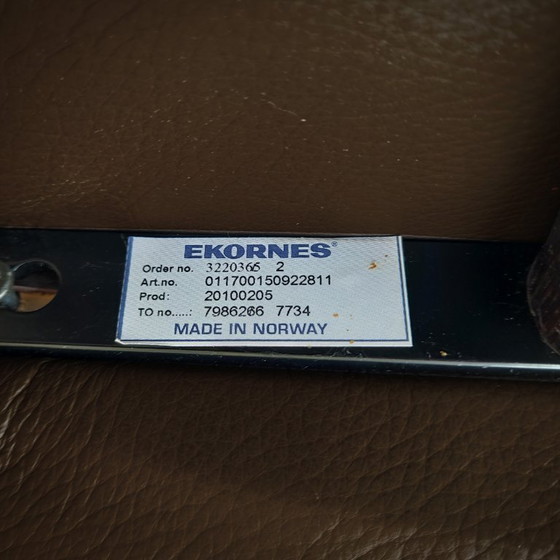 EKORNES®
Order no. 3220365 2
Art.no. 011700150922811
Prod: 20100205
TO no.....: 7986266 7734
MADE IN NORWAY